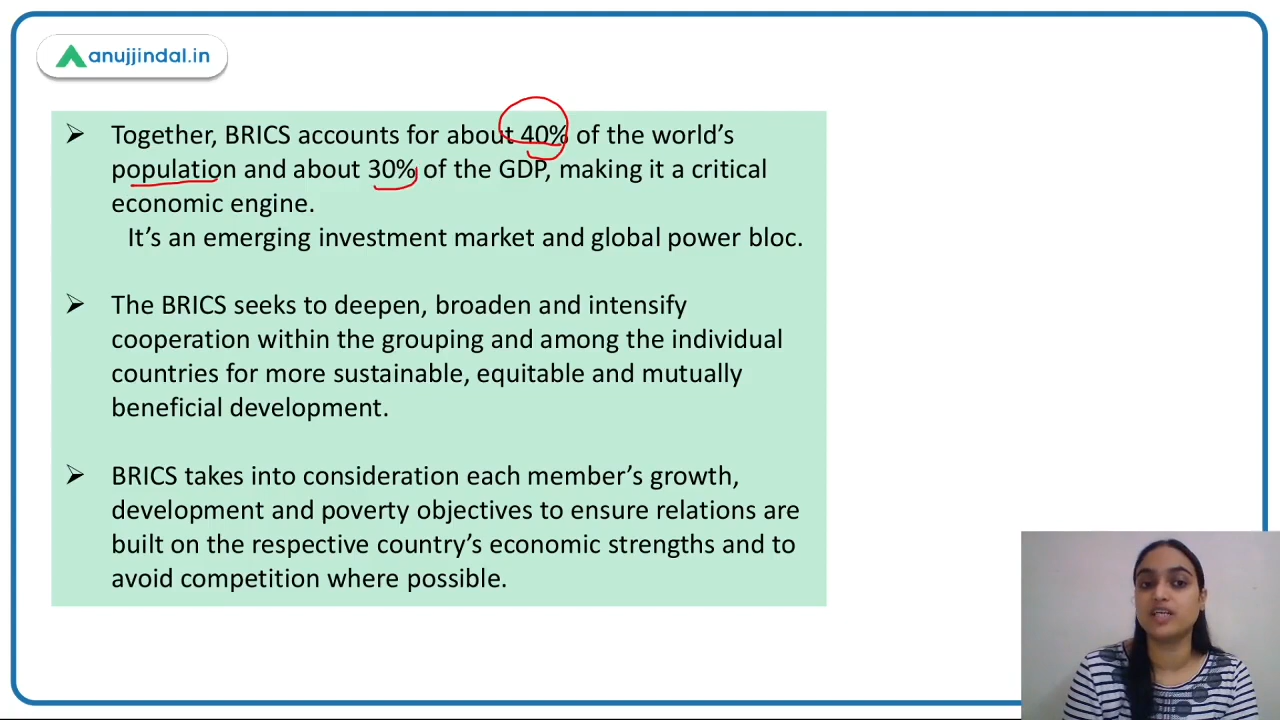 anujjindal.in
➢ Together, BRICS accounts for about 40% of the world’s
population and about 30% of the GDP, making it a critical
economic engine.
It’s an emerging investment market and global power bloc.
➢ The BRICS seeks to deepen, broaden and intensify
cooperation within the grouping and among the individual
countries for more sustainable, equitable and mutually
beneficial development.
➢ BRICS takes into consideration each member’s growth,
development and poverty objectives to ensure relations are
built on the respective country’s economic strengths and to
avoid competition where possible.